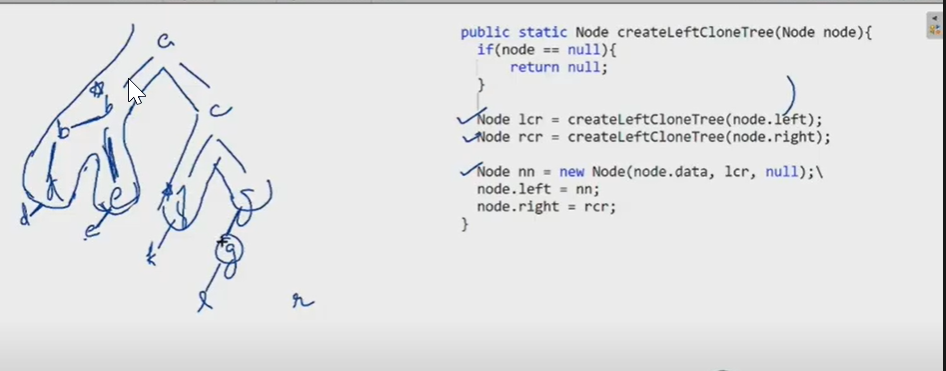 public static Node createLeftCloneTree(Node node){
if(node == null){
return null;
}
Node lcr = createLeftCloneTree(node.left);
Node rcr = createLeftCloneTree(node.right);
Node nn = new Node(node.data, lcr, null);\
node.left = nn;
node.right = rcr;
}
a
b b c
d e
d e k g
l r